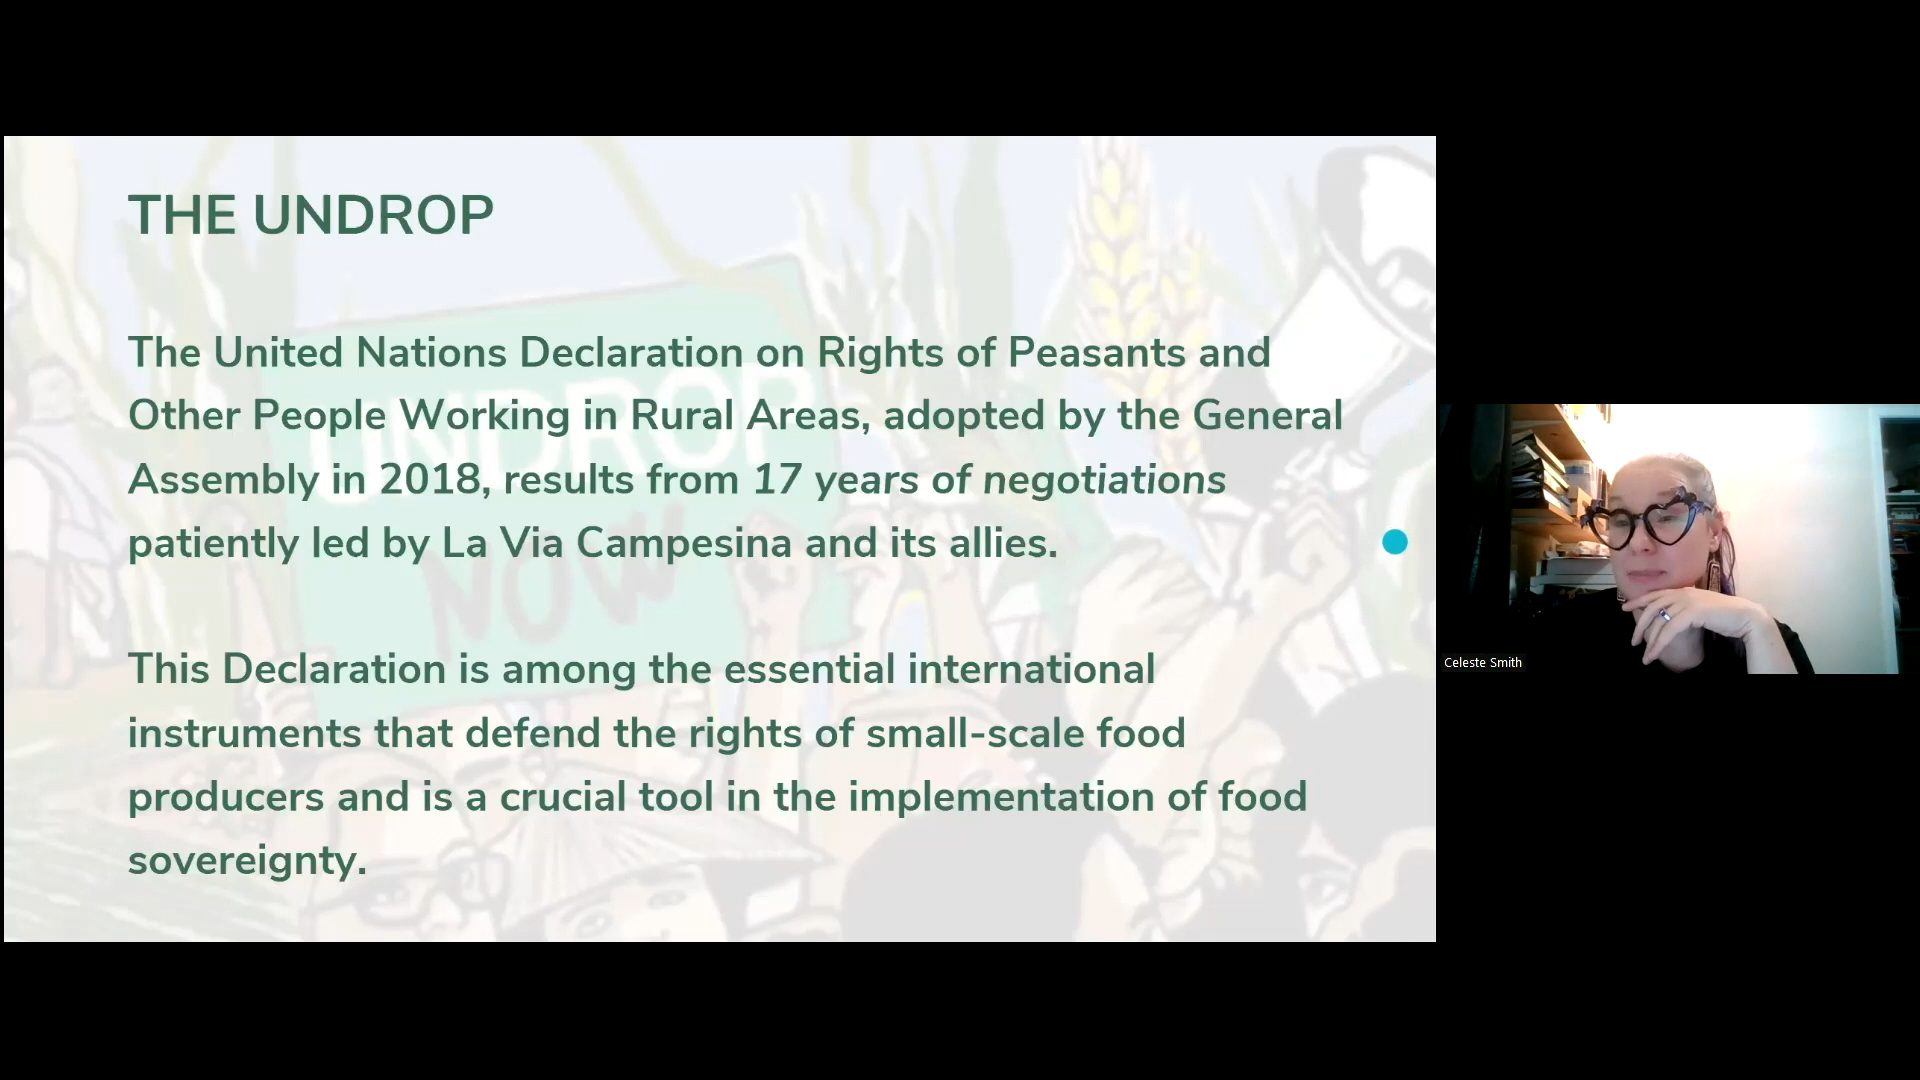 THE UNDROP
The United Nations Declaration on Rights of Peasants and
Other People Working in Rural Areas, adopted by the General
Assembly in 2018, results from 17 years of negotiations
patiently led by La Via Campesina and its allies.
This Declaration is among the essential international
instruments that defend the rights of small-scale food
producers and is a crucial tool in the implementation of food
sovereignty.
UNDROP
NOW
Celeste Smith